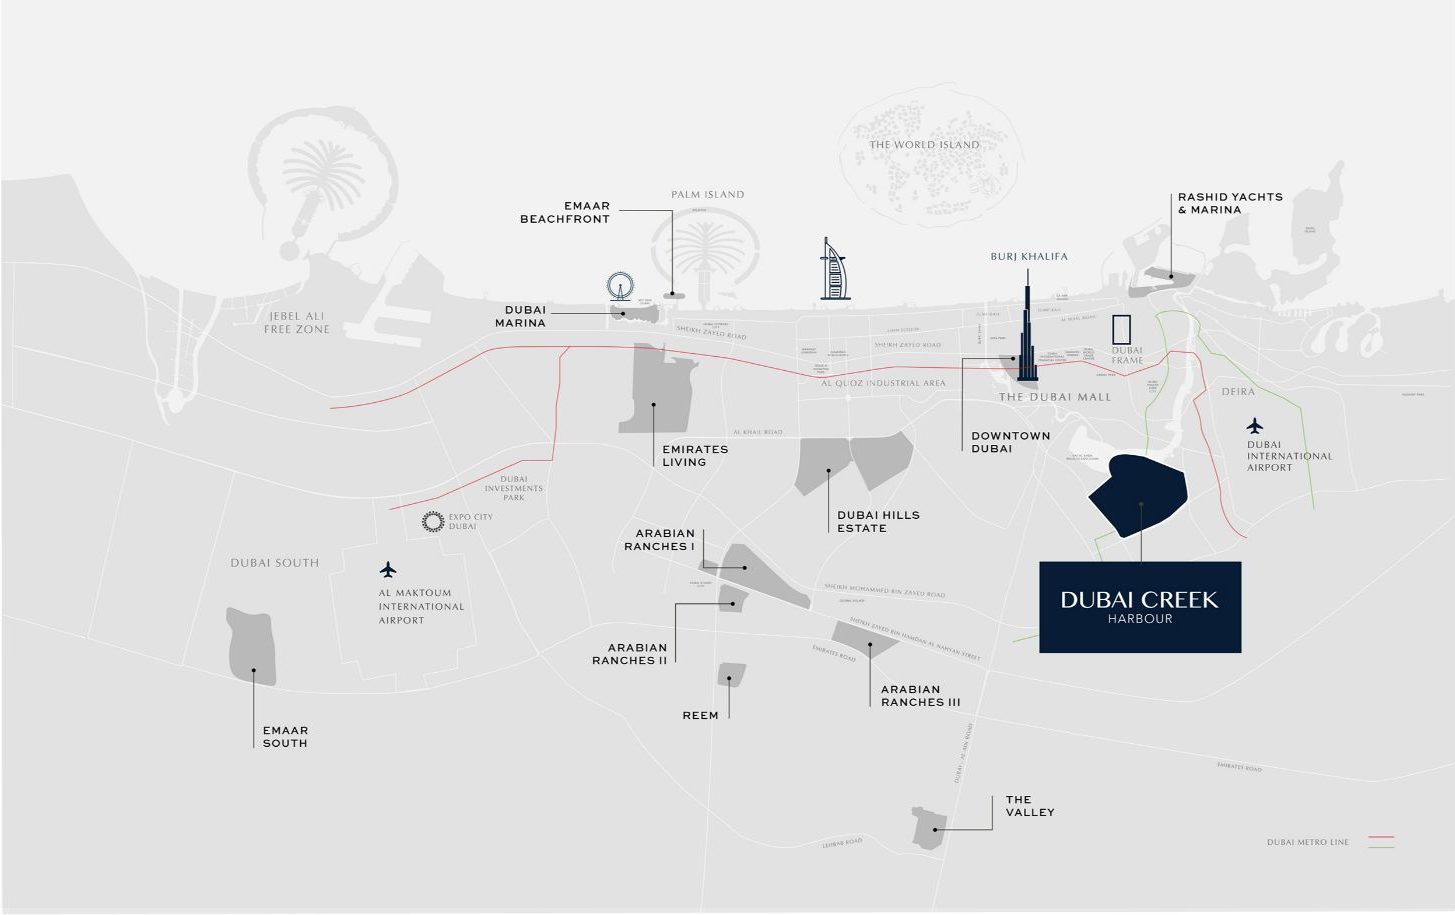 THE WORLD ISLAND
PALM ISLAND
EMAAR
BEACHFRONT
RASHID YACHTS
& MARINA
BURJ KHALIFA
DUBAI
MARINA
JEBEL ALI
FREE ZONE
SHEIKH ZAYED ROAD
SHEIKH ZAYED ROAD
DUBAI
FRAME
AL QUOZ INDUSTRIAL AREA
THE DUBAI MALL
DEIRA
AL KHAIL ROAD
DOWNTOWN
DUBAI
DUBAI
INTERNATIONAL
AIRPORT
EMIRATES
LIVING
DUBAI
INVESTMENTS
PARK
EXPO CITY
DUBAI
DUBAI HILLS
ESTATE
ARABIAN
RANCHES I
DUBAI SOUTH
AL MAKTOUM
INTERNATIONAL
AIRPORT
SHEIKH MOHAMMED BIN ZAYED ROAD
GLOBAL VILLAGE
DUBAI CREEK
HARBOUR
SHEIKH ZAYED BIN HAMDAN AL NAHYAN STREET
EMIRATES ROAD
ARABIAN
RANCHES II
ARABIAN
RANCHES III
REEM
EMAAR
SOUTH
DUBAI - AL AIN ROAD
EMIRATES ROAD
THE
VALLEY
LEHBAB ROAD
DUBAI METRO LINE